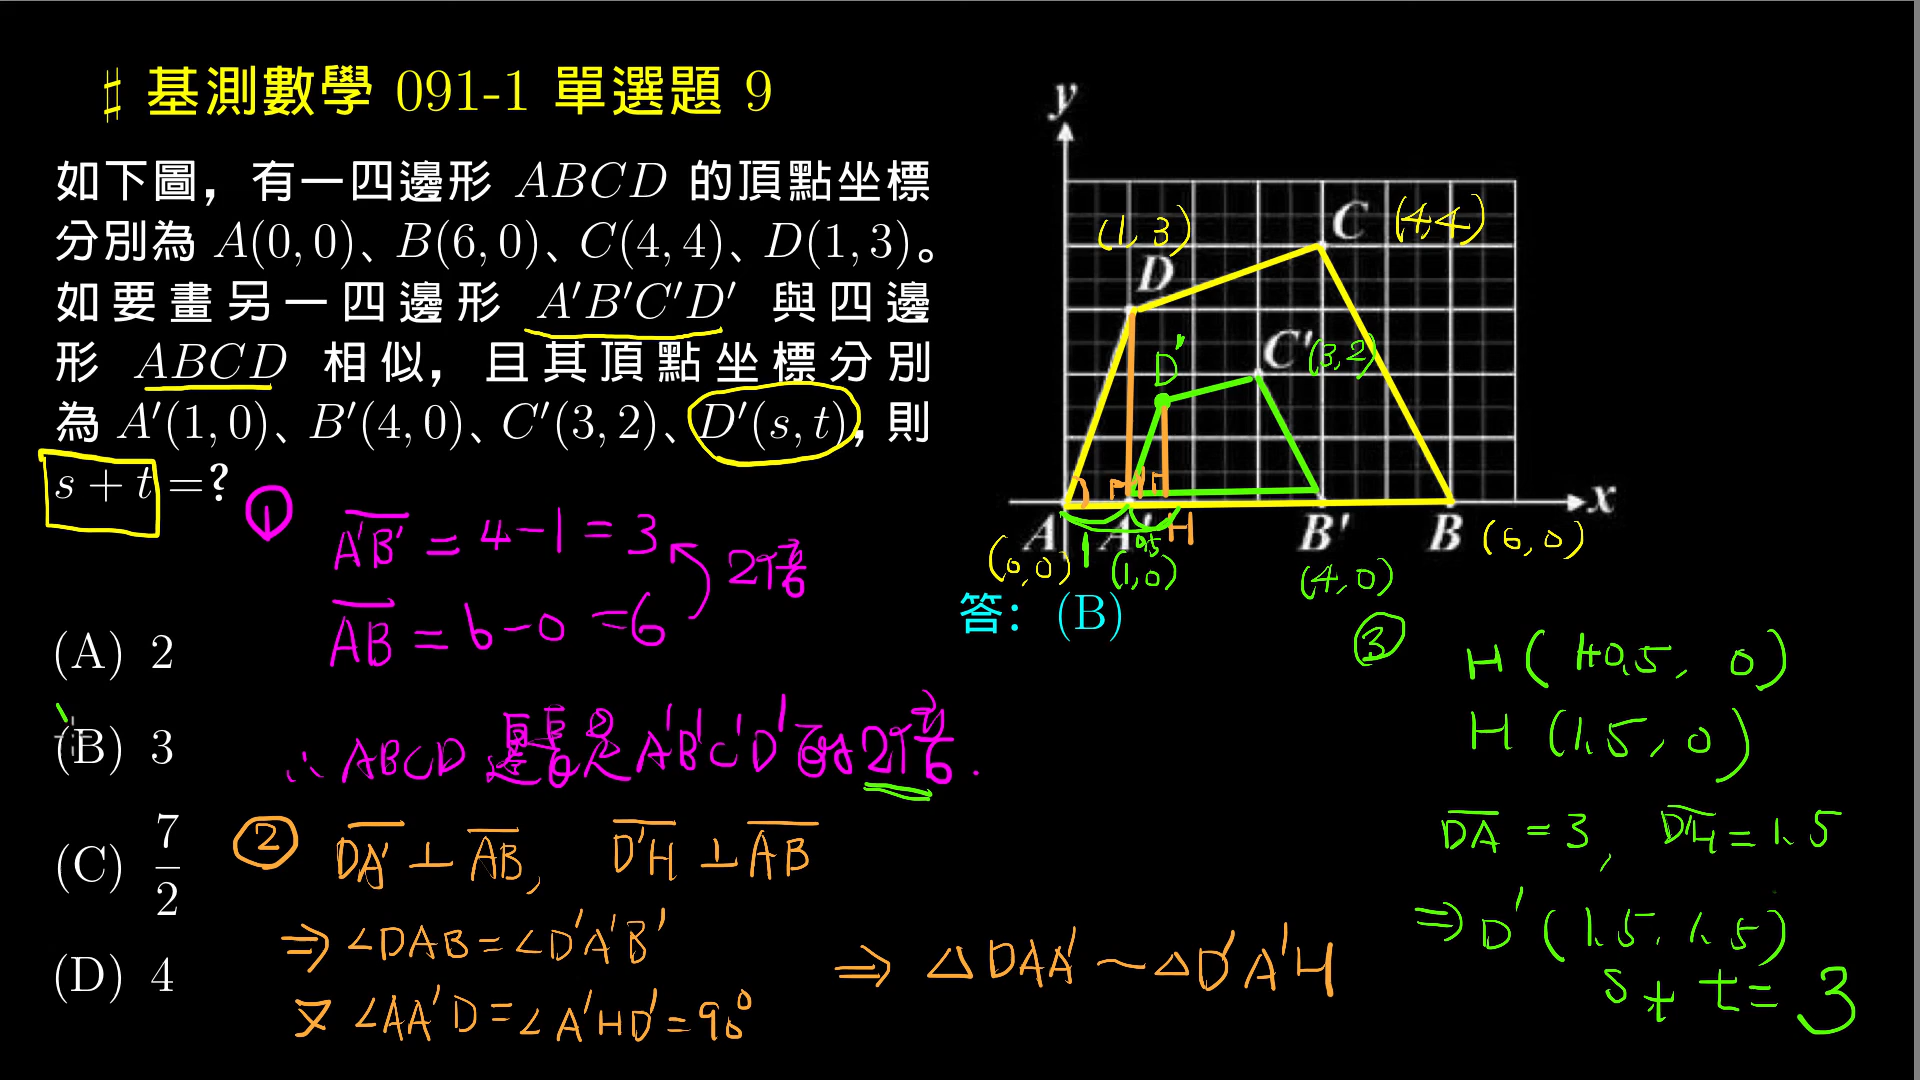 ♯ 基測數學 091-1 單選題 9
如下圖，有一四邊形 ABCD 的頂點坐標
分別為 A(0,0)、B(6,0)、C(4,4)、D(1,3)。
如要畫另一四邊形 A′B′C′D′ 與四邊
形 ABCD 相似，且其頂點坐標分別
為 A′(1,0)、B′(4,0)、C′(3,2)、D′(s,t)，則
s + t =?
(A) 2
(B) 3
(C) 7/2
(D) 4
① A′B′ = 4-1 = 3
AB = 6-0 = 6
2倍
∴ ABCD 邊長是 A′B′C′D′ 的 2倍.
② DA′ ⊥ AB, D′H ⊥ AB
⇒ ∠DAB = ∠D′A′B′
又 ∠AA′D = ∠A′HD′ = 90°
⇒ △DAA′ ~ △D′A′H
y
(1,3)
C (4,4)
D
D′
C′ (3,2)
A A′ H B′ B (6,0) x
1 0.5
(0,0) (1,0) (4,0)
答：(B)
③ H(1+0.5, 0)
H (1.5, 0)
DA = 3, D′H = 1.5
⇒ D′(1.5, 1.5)
s + t = 3